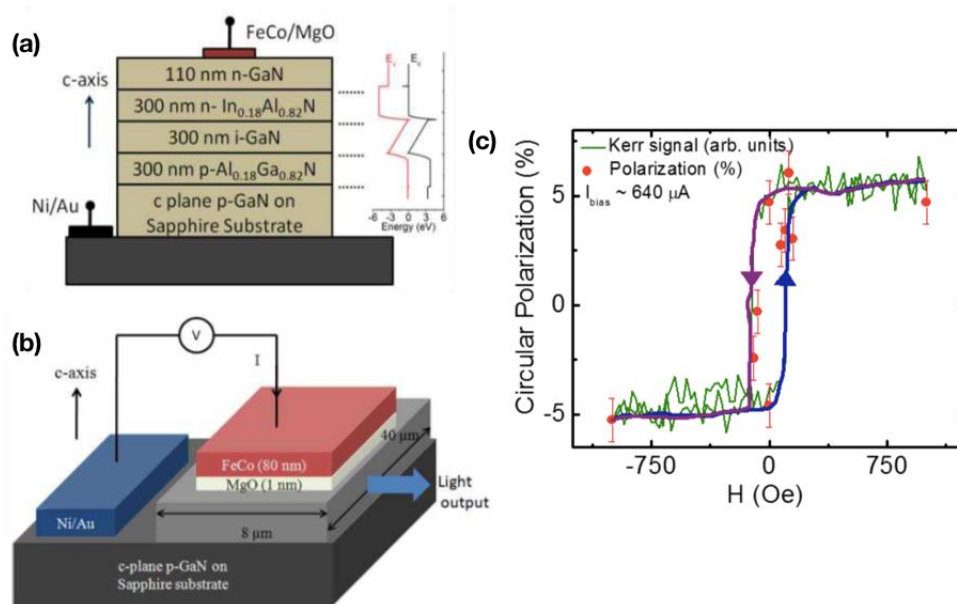 (a)
FeCo/MgO
c-axis
110 nm n-GaN
300 nm n- In0.18Al0.82N
300 nm i-GaN
300 nm p-Al0.18Ga0.82N
Ni/Au
c plane p-GaN on
Sapphire Substrate
-6 -3 0 3 6
Energy (eV)
(b)
V
I
c-axis
40 µm
FeCo (80 nm)
MgO (1 nm)
Light
output
Ni/Au
8 µm
c-plane p-GaN on
Sapphire substrate
(c)
Kerr signal (arb. units)
Polarization (%)
Ibias ~ 640 µA
Circular Polarization (%)
5
0
-5
-750 0 750
H (Oe)